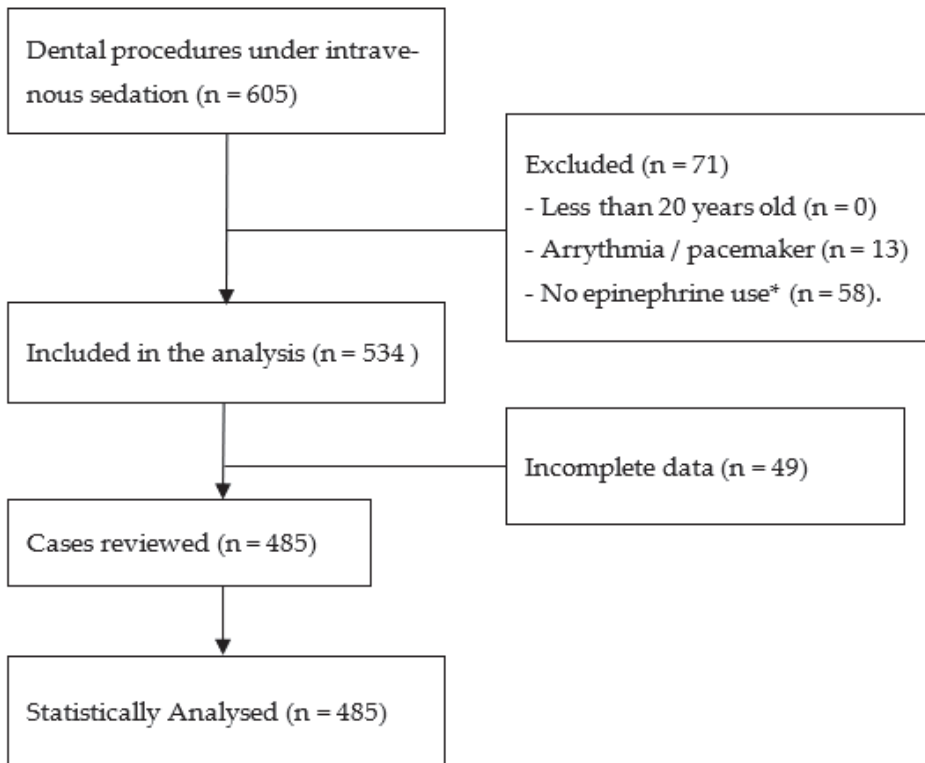 Dental procedures under intrave-
nous sedation (n = 605)
Excluded (n = 71)
- Less than 20 years old (n = 0)
- Arrythmia / pacemaker (n = 13)
- No epinephrine use* (n = 58).
Included in the analysis (n = 534 )
Incomplete data (n = 49)
Cases reviewed (n = 485)
Statistically Analysed (n = 485)